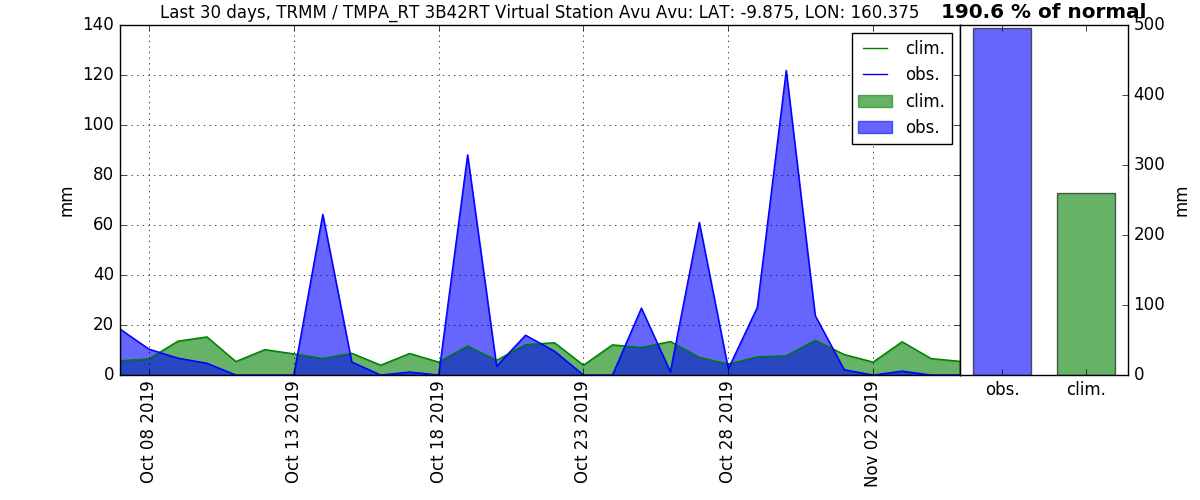 Last 30 days, TRMM / TMPA_RT 3B42RT Virtual Station Avu Avu: LAT: -9.875, LON: 160.375
190.6 % of normal
140
120
100
80
60
40
20
0
mm
clim.
obs.
clim.
obs.
500
400
300
200
100
0
mm
Oct 08 2019
Oct 13 2019
Oct 18 2019
Oct 23 2019
Oct 28 2019
Nov 02 2019
obs.
clim.